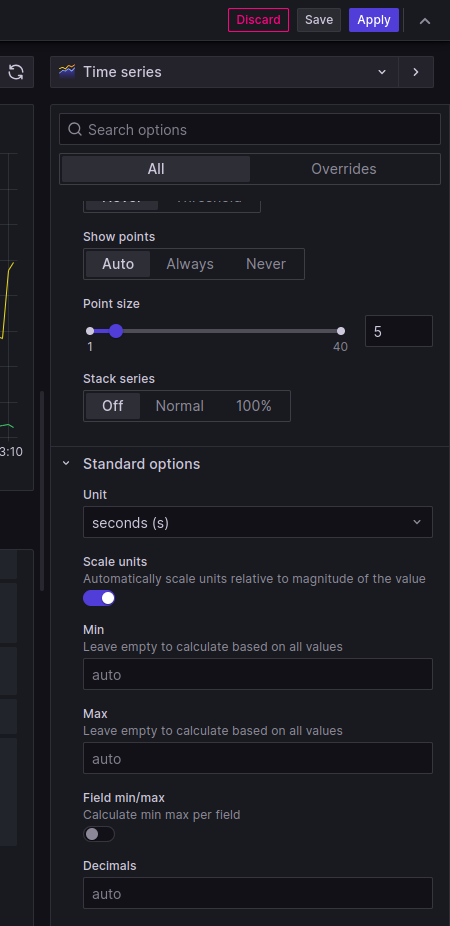 Discard Save Apply
Time series
Search options
All Overrides
Show points
Auto Always Never
Point size
5
1 40
Stack series
Off Normal 100%
3:10
Standard options
Unit
seconds (s)
Scale units
Automatically scale units relative to magnitude of the value
Min
Leave empty to calculate based on all values
auto
Max
Leave empty to calculate based on all values
auto
Field min/max
Calculate min max per field
Decimals
auto